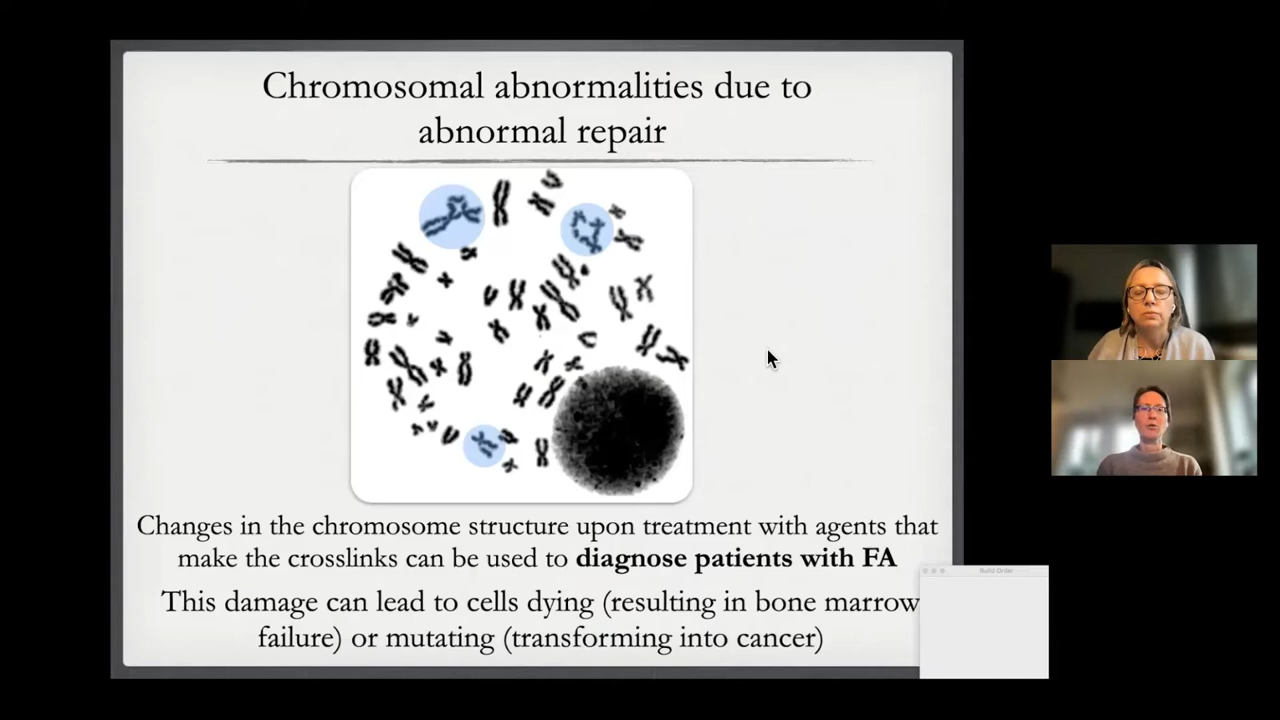 Chromosomal abnormalities due to
abnormal repair
Changes in the chromosome structure upon treatment with agents that
make the crosslinks can be used to diagnose patients with FA
This damage can lead to cells dying (resulting in bone marrow
failure) or mutating (transforming into cancer)
Build Order